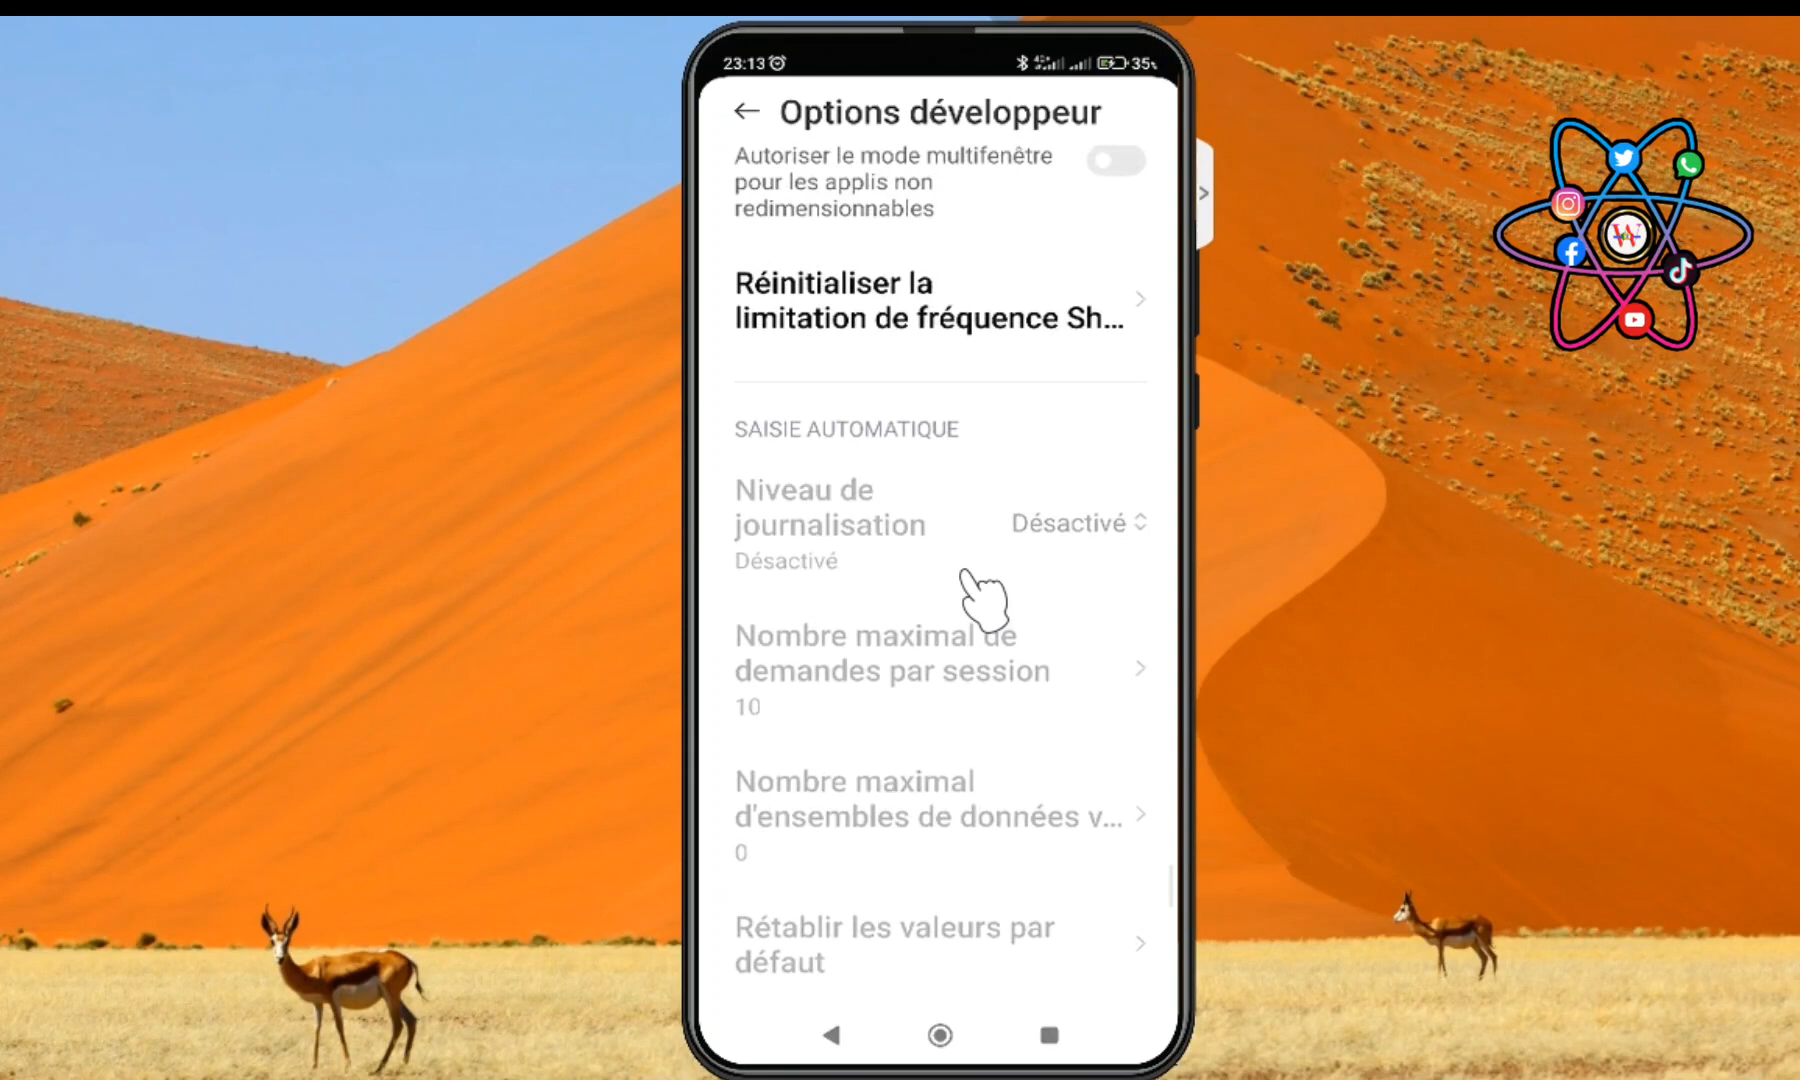 23:13
35%
Options développeur
Autoriser le mode multifenêtre
pour les applis non
redimensionnables
Réinitialiser la
limitation de fréquence Sh...
SAISIE AUTOMATIQUE
Niveau de
journalisation
Désactivé
Désactivé
Nombre maximal de
demandes par session
10
Nombre maximal
d'ensembles de données v...
0
Rétablir les valeurs par
défaut